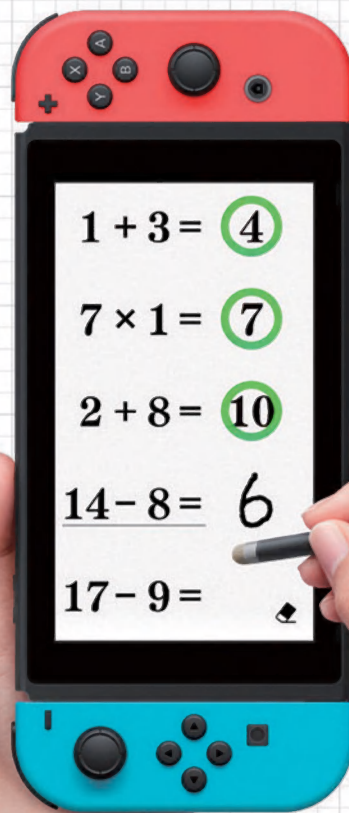 X A
Y B
1 + 3 = 4
7 × 1 = 7
2 + 8 = 10
14 − 8 = 6
17 − 9 =